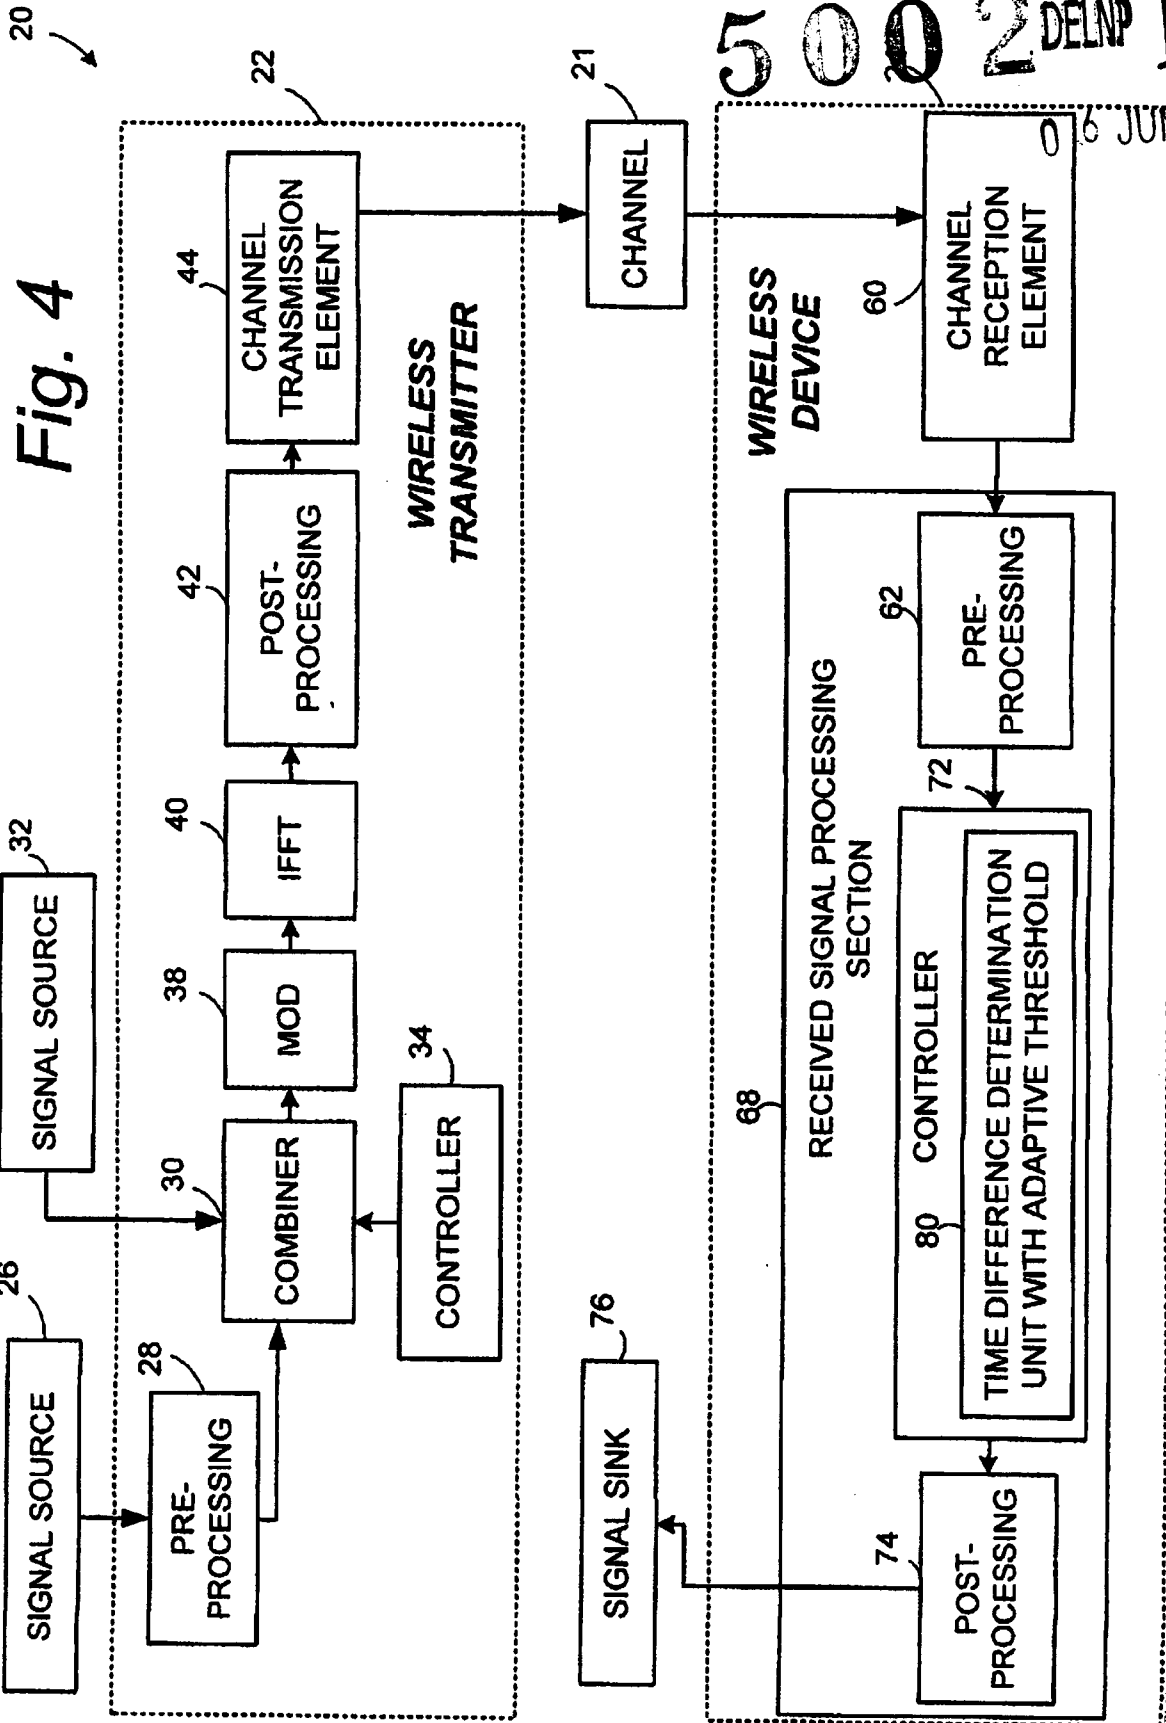 Fig. 4
20
SIGNAL SOURCE
26
SIGNAL SOURCE
32
22
PRE-
PROCESSING
28
COMBINER
30
CONTROLLER
34
MOD
38
IFFT
40
POST-
PROCESSING
42
CHANNEL
TRANSMISSION
ELEMENT
44
WIRELESS
TRANSMITTER
CHANNEL
21
5002 DELNP
06 JUN
WIRELESS
DEVICE
CHANNEL
RECEPTION
ELEMENT
60
RECEIVED SIGNAL PROCESSING
SECTION
68
PRE-
PROCESSING
62
CONTROLLER
72
TIME DIFFERENCE DETERMINATION
UNIT WITH ADAPTIVE THRESHOLD
80
POST-
PROCESSING
74
SIGNAL SINK
76